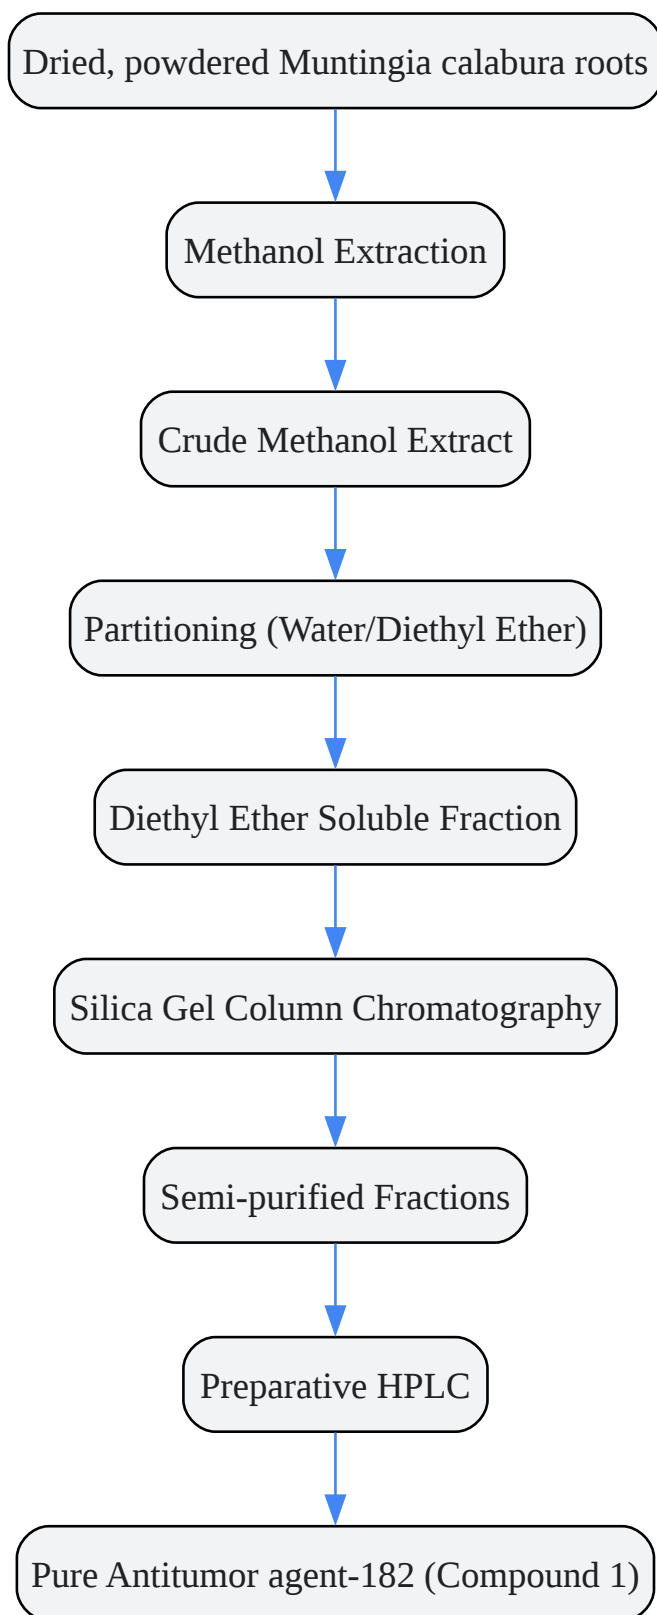 Dried, powdered Muntingia calabura roots
Methanol Extraction
Crude Methanol Extract
Partitioning (Water/Diethyl Ether)
Diethyl Ether Soluble Fraction
Silica Gel Column Chromatography
Semi-purified Fractions
Preparative HPLC
Pure Antitumor agent-182 (Compound 1)